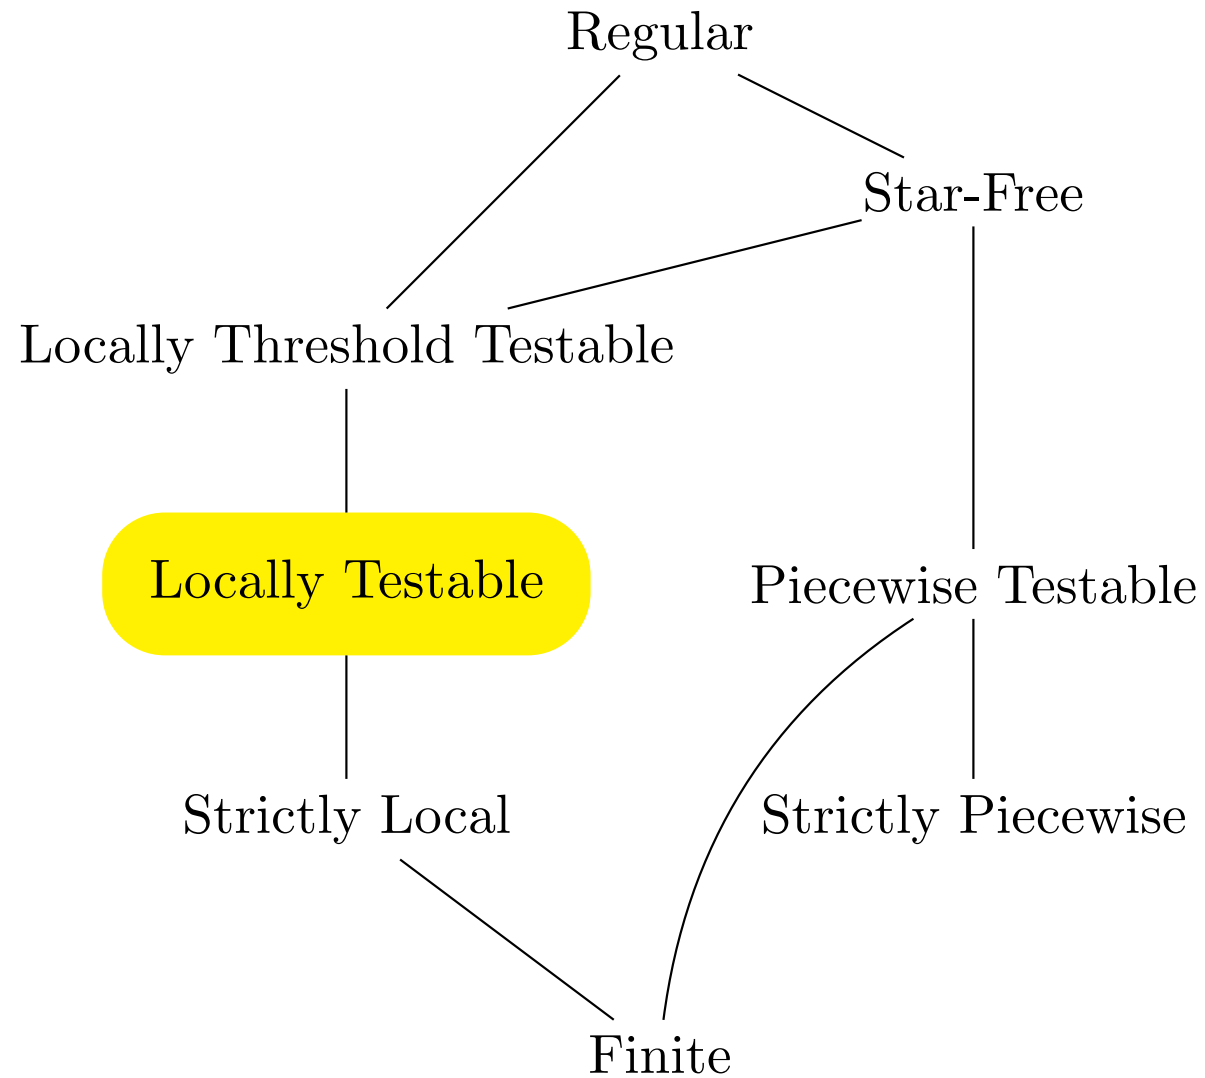 Regular
Star-Free
Locally Threshold Testable
Locally Testable
Piecewise Testable
Strictly Local
Strictly Piecewise
Finite